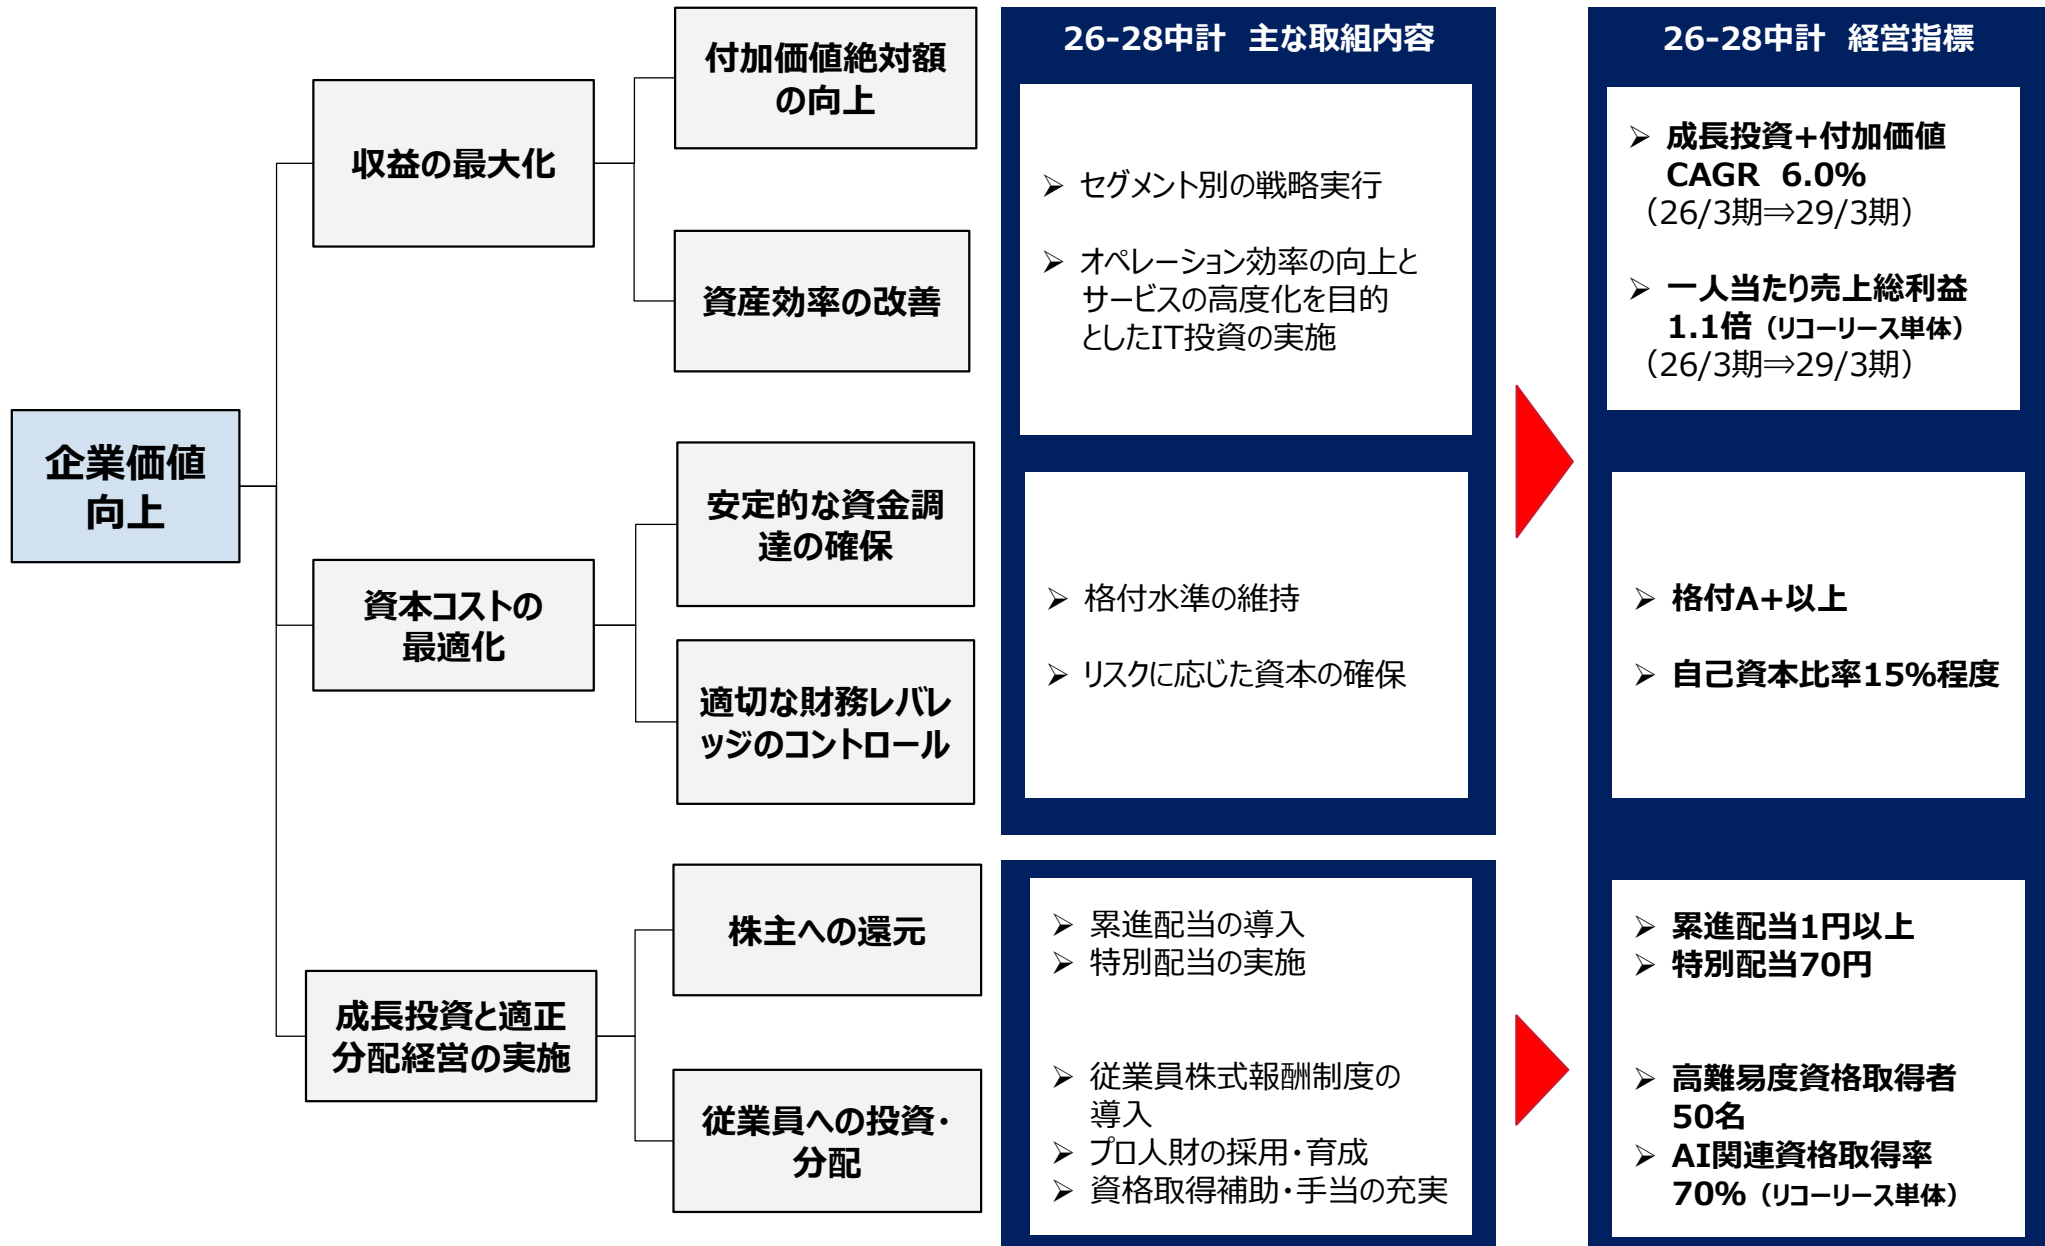 企業価値
向上
収益の最大化
付加価値絶対額
の向上
資産効率の改善
資本コストの
最適化
安定的な資金調
達の確保
適切な財務レバレ
ッジのコントロール
成長投資と適正
分配経営の実施
株主への還元
従業員への投資・
分配
26-28中計 主な取組内容
➢ セグメント別の戦略実行
➢ オペレーション効率の向上と
サービスの高度化を目的
としたIT投資の実施
➢ 格付水準の維持
➢ リスクに応じた資本の確保
➢ 累進配当の導入
➢ 特別配当の実施
➢ 従業員株式報酬制度の
導入
➢ プロ人財の採用・育成
➢ 資格取得補助・手当の充実
26-28中計 経営指標
➢ 成長投資+付加価値
CAGR 6.0%
（26/3期⇒29/3期）
➢ 一人当たり売上総利益
1.1倍（リコーリース単体）
（26/3期⇒29/3期）
➢ 格付A+以上
➢ 自己資本比率15%程度
➢ 累進配当1円以上
➢ 特別配当70円
➢ 高難易度資格取得者
50名
➢ AI関連資格取得率
70%（リコーリース単体）